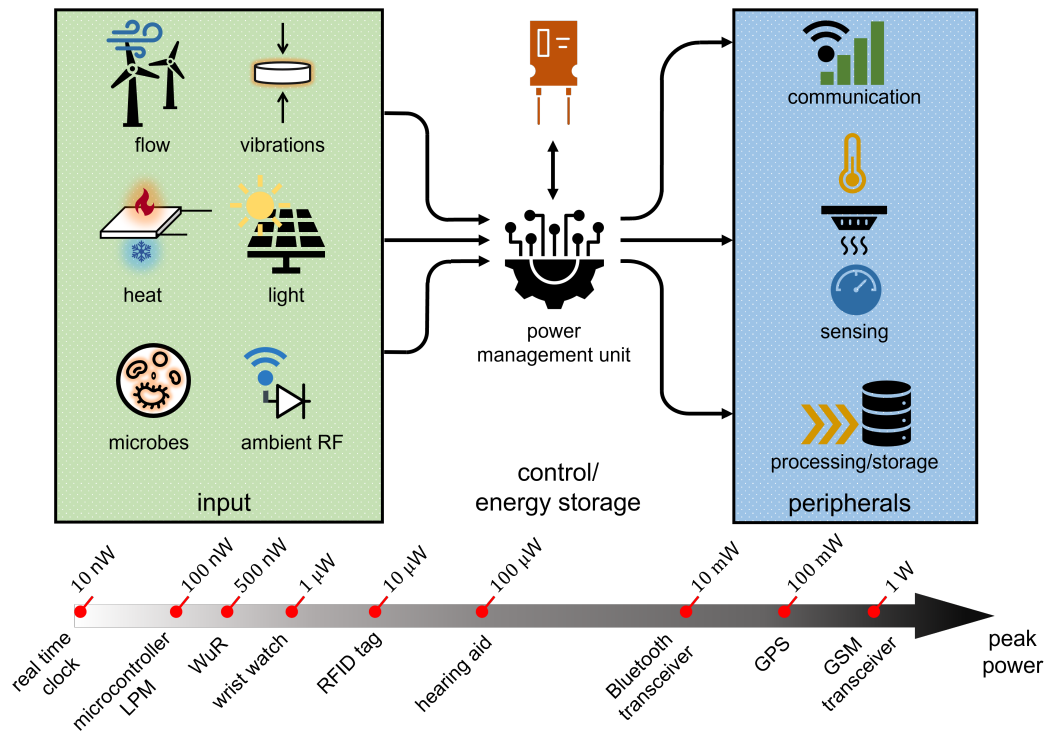 flow
vibrations
communication
heat
light
power
management unit
sensing
microbes
ambient RF
processing/storage
input
control/
energy storage
peripherals
10 nW
100 nW
500 nW
1 μW
10 μW
100 μW
10 mW
100 mW
1 W
real time
clock
microcontroller
LPM
WuR
wrist watch
RFID tag
hearing aid
Bluetooth
transceiver
GPS
GSM
transceiver
peak
power